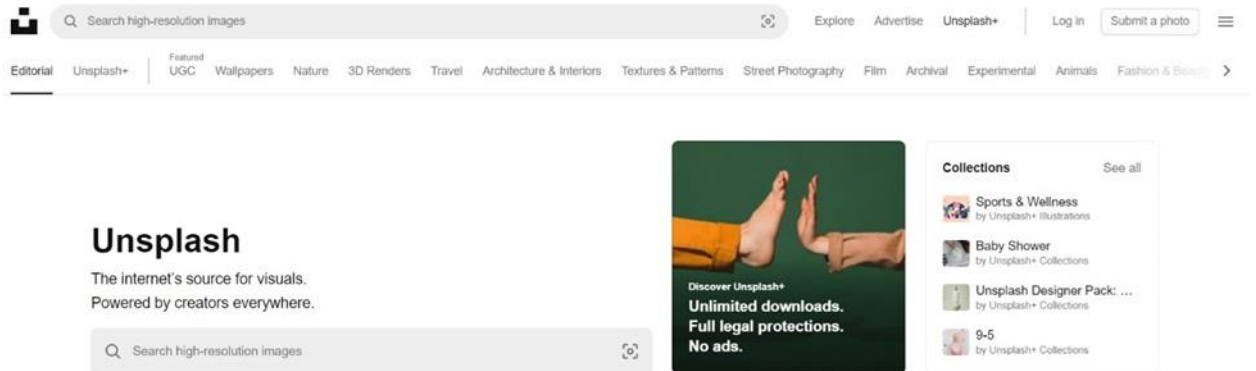 Search high-resolution images
Explore Advertise Unsplash+ Log in Submit a photo
Featured
Editorial Unsplash+ UGC Wallpapers Nature 3D Renders Travel Architecture & Interiors Textures & Patterns Street Photography Film Archival Experimental Animals Fashion & Beauty
Unsplash
The internet's source for visuals.
Powered by creators everywhere.
Search high-resolution images
Discover Unsplash+
Unlimited downloads.
Full legal protections.
No ads.
Collections See all
Sports & Wellness
by Unsplash+ Illustrations
Baby Shower
by Unsplash+ Collections
Unsplash Designer Pack: ...
by Unsplash+ Collections
9-5
by Unsplash+ Collections